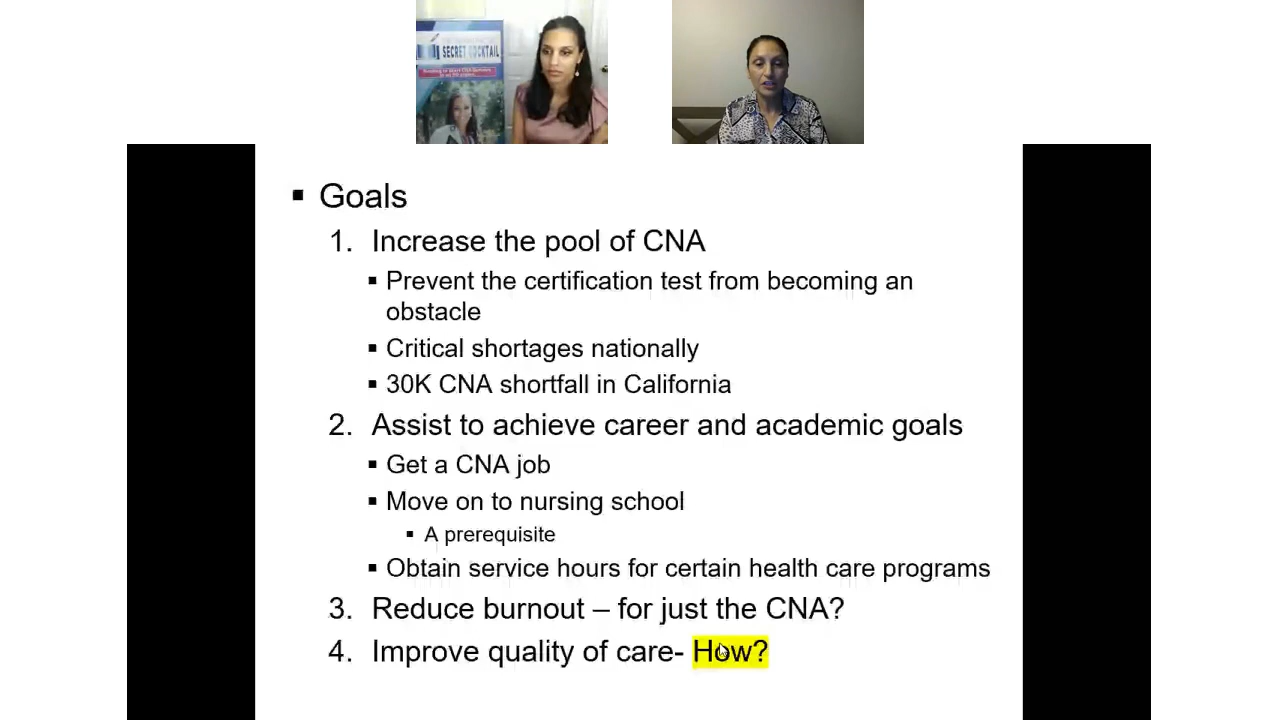 SECRET COCKTAIL
▪ Goals
1. Increase the pool of CNA
▪ Prevent the certification test from becoming an
obstacle
▪ Critical shortages nationally
▪ 30K CNA shortfall in California
2. Assist to achieve career and academic goals
▪ Get a CNA job
▪ Move on to nursing school
▪ A prerequisite
▪ Obtain service hours for certain health care programs
3. Reduce burnout – for just the CNA?
4. Improve quality of care- How?